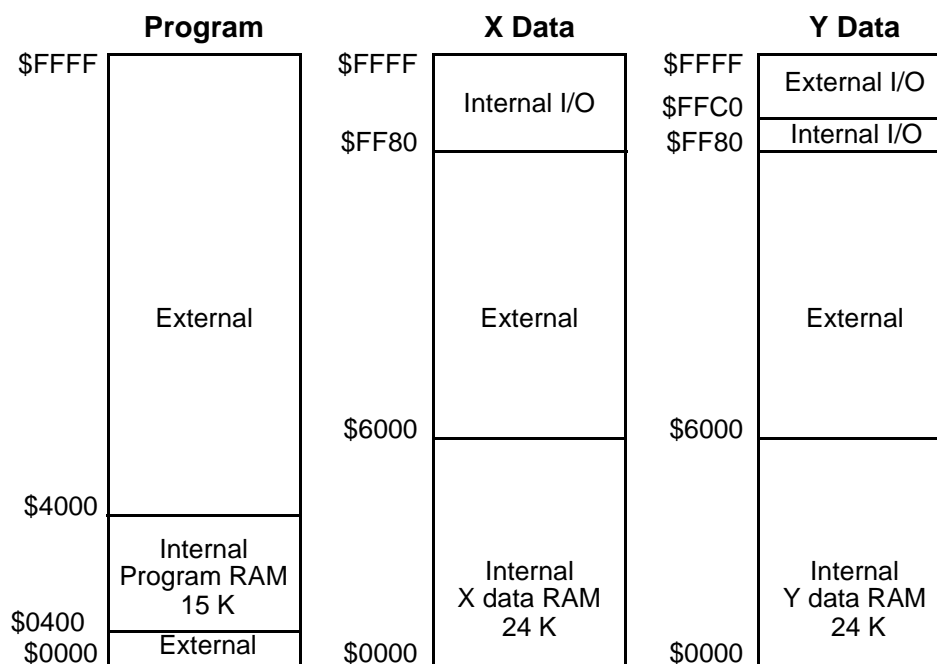 Program
$FFFF
External
$4000
Internal
Program RAM
15 K
$0400
External
$0000
X Data
$FFFF
Internal I/O
$FF80
External
$6000
Internal
X data RAM
24 K
$0000
Y Data
$FFFF
External I/O
$FFC0
Internal I/O
$FF80
External
$6000
Internal
Y data RAM
24 K
$0000